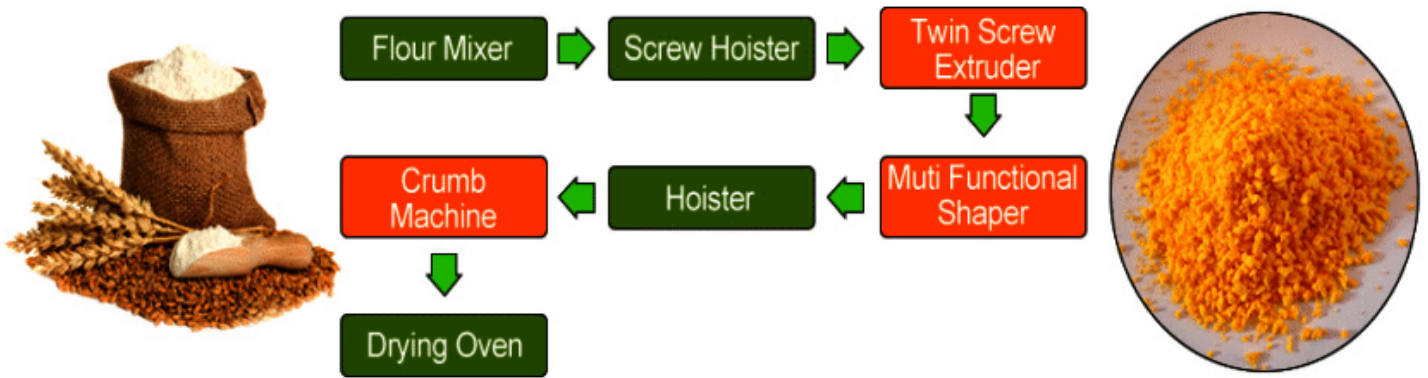 Flour Mixer
Screw Hoister
Twin Screw
Extruder
Muti Functional
Shaper
Hoister
Crumb
Machine
Drying Oven